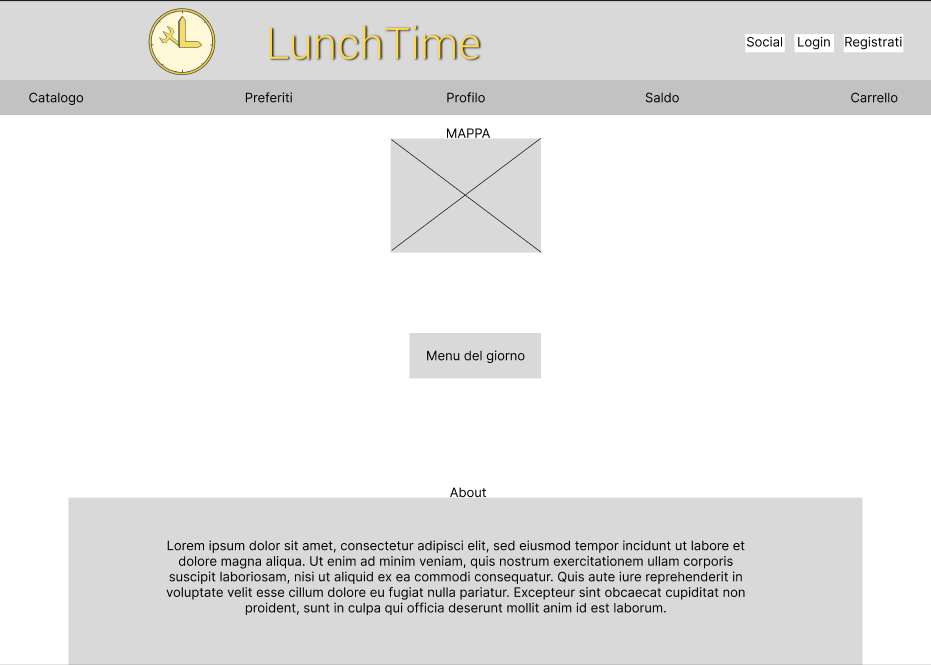 LunchTime
Social Login Registrati
Catalogo Preferiti Profilo Saldo Carrello
MAPPA
Menu del giorno
About
Lorem ipsum dolor sit amet, consectetur adipisci elit, sed eiusmod tempor incidunt ut labore et
dolore magna aliqua. Ut enim ad minim veniam, quis nostrum exercitationem ullam corporis
suscipit laboriosam, nisi ut aliquid ex ea commodi consequatur. Quis aute iure reprehenderit in
voluptate velit esse cillum dolore eu fugiat nulla pariatur. Excepteur sint obcaecat cupiditat non
proident, sunt in culpa qui officia deserunt mollit anim id est laborum.